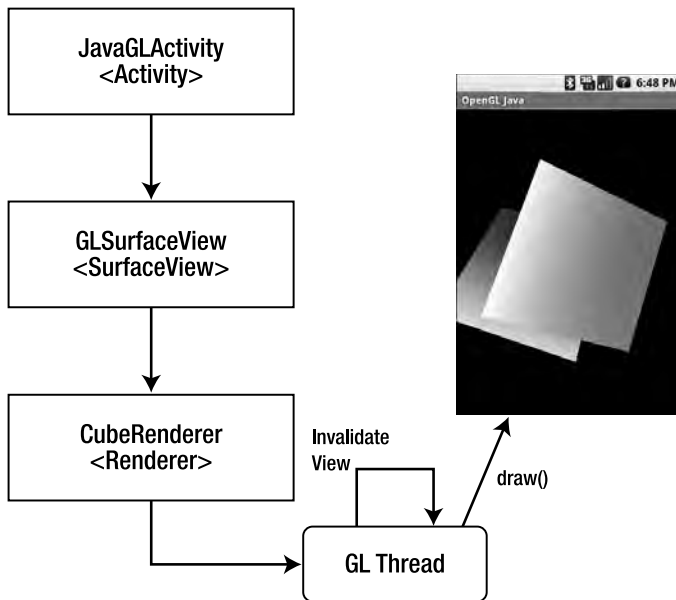 JavaGLActivity
<Activity>
GLSurfaceView
<SurfaceView>
CubeRenderer
<Renderer>
Invalidate
View
GL Thread
draw()
6:48 PM
OpenGL Java